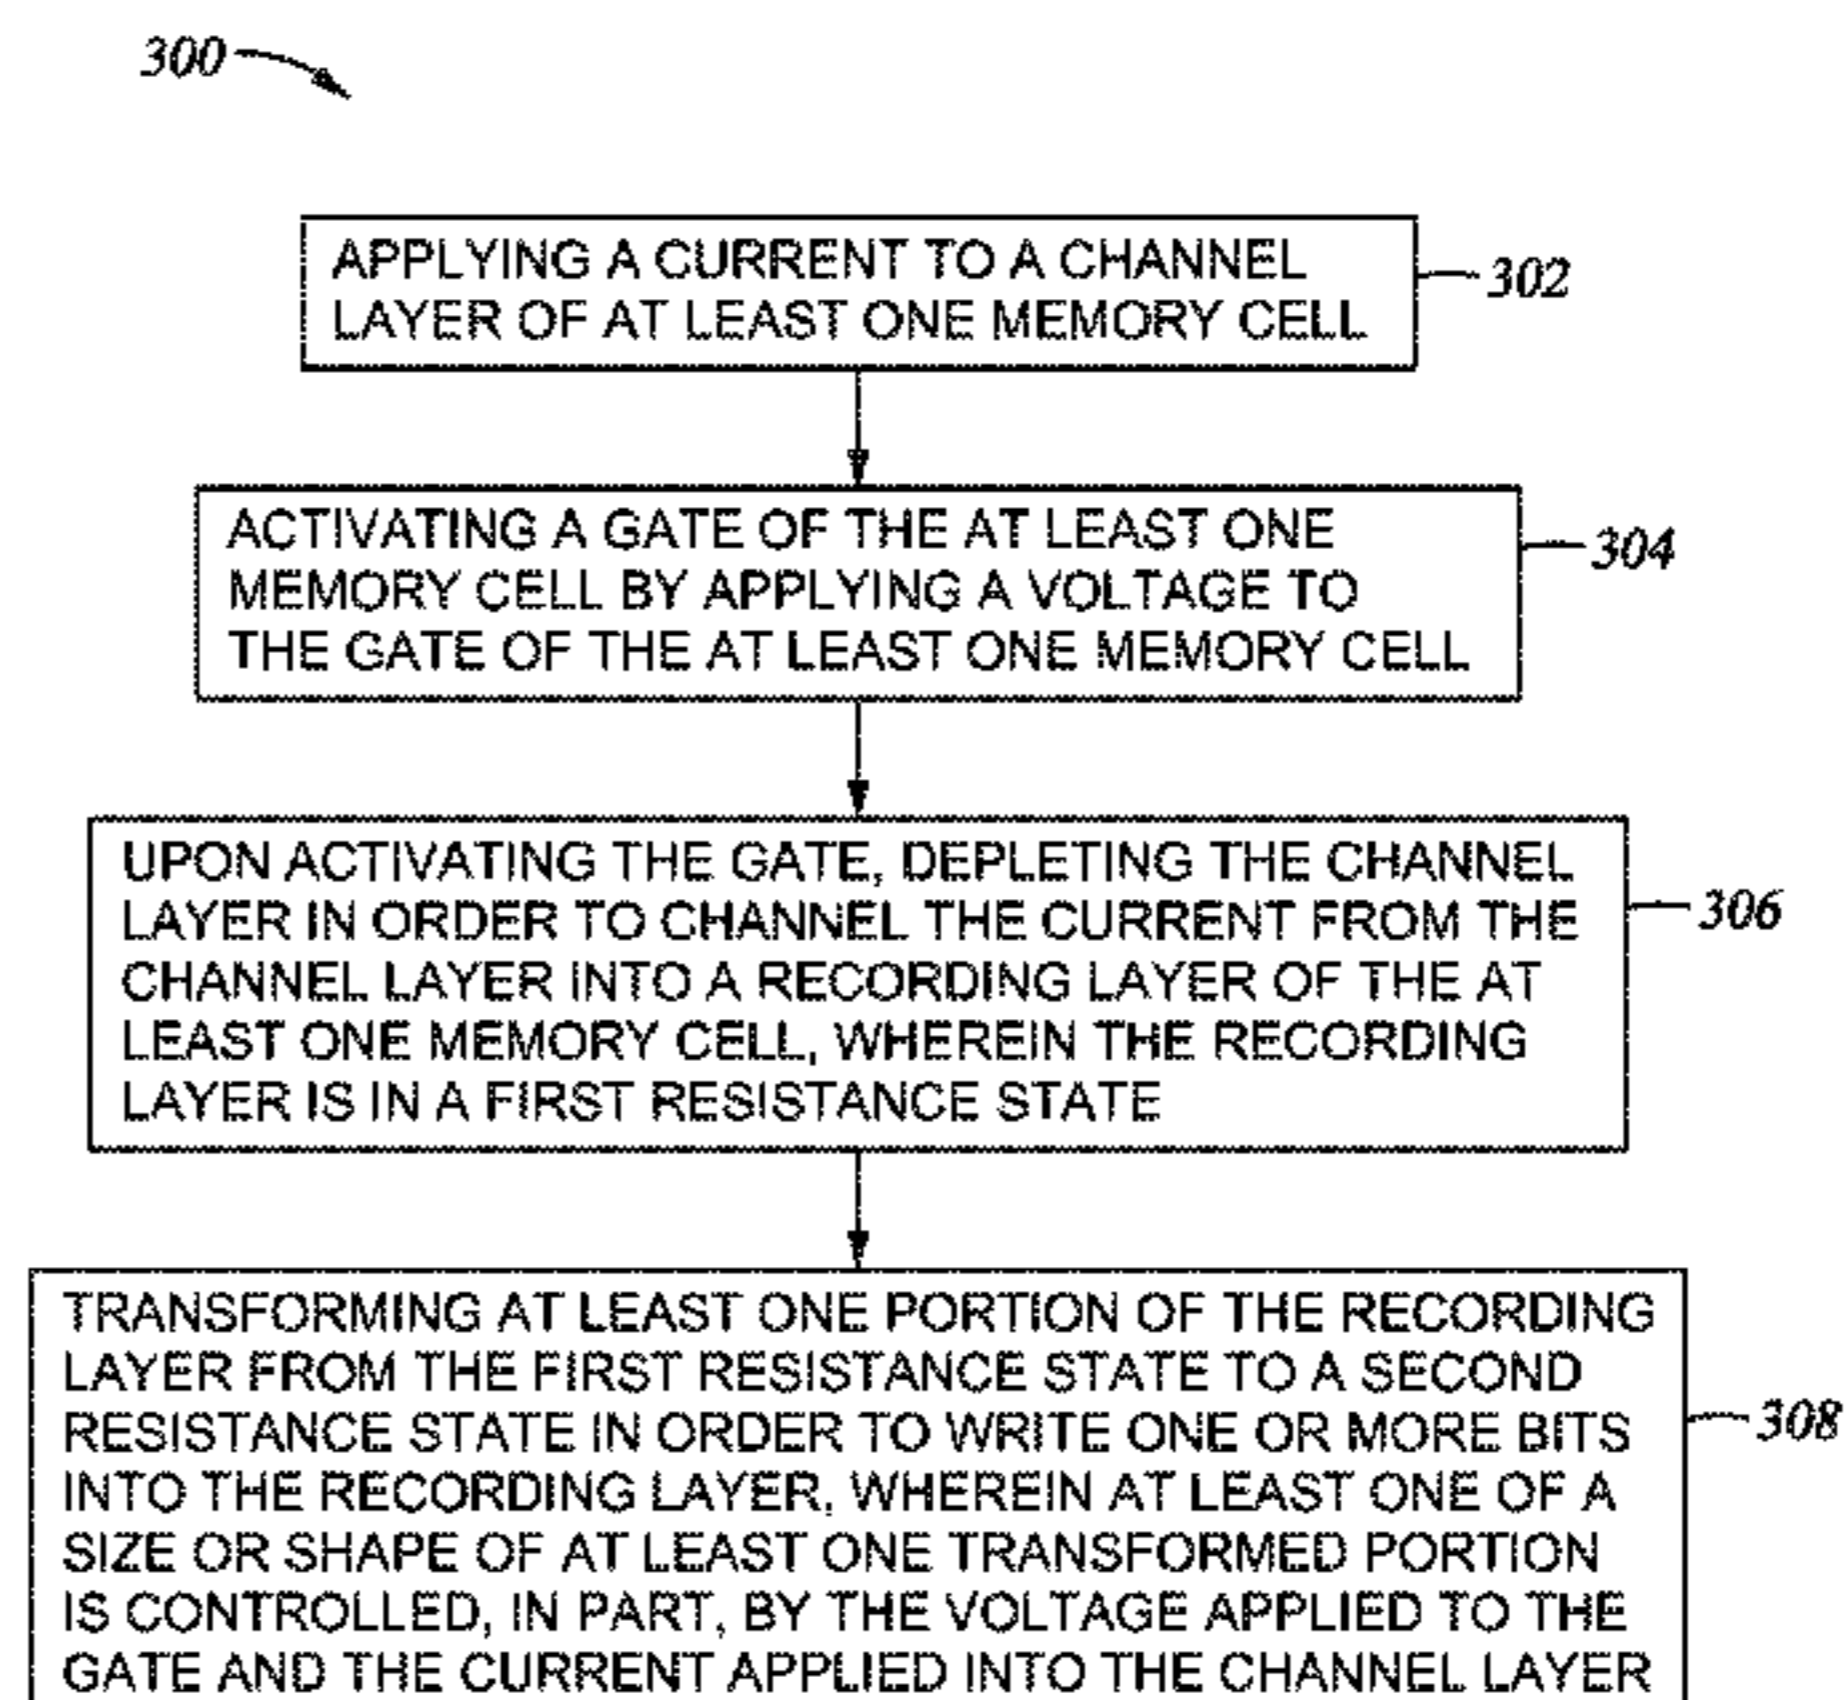 300
APPLYING A CURRENT TO A CHANNEL
LAYER OF AT LEAST ONE MEMORY CELL
302
ACTIVATING A GATE OF THE AT LEAST ONE
MEMORY CELL BY APPLYING A VOLTAGE TO
THE GATE OF THE AT LEAST ONE MEMORY CELL
304
UPON ACTIVATING THE GATE, DEPLETING THE CHANNEL
LAYER IN ORDER TO CHANNEL THE CURRENT FROM THE
CHANNEL LAYER INTO A RECORDING LAYER OF THE AT
LEAST ONE MEMORY CELL, WHEREIN THE RECORDING
LAYER IS IN A FIRST RESISTANCE STATE
306
TRANSFORMING AT LEAST ONE PORTION OF THE RECORDING
LAYER FROM THE FIRST RESISTANCE STATE TO A SECOND
RESISTANCE STATE IN ORDER TO WRITE ONE OR MORE BITS
INTO THE RECORDING LAYER, WHEREIN AT LEAST ONE OF A
SIZE OR SHAPE OF AT LEAST ONE TRANSFORMED PORTION
IS CONTROLLED, IN PART, BY THE VOLTAGE APPLIED TO THE
GATE AND THE CURRENT APPLIED INTO THE CHANNEL LAYER
308